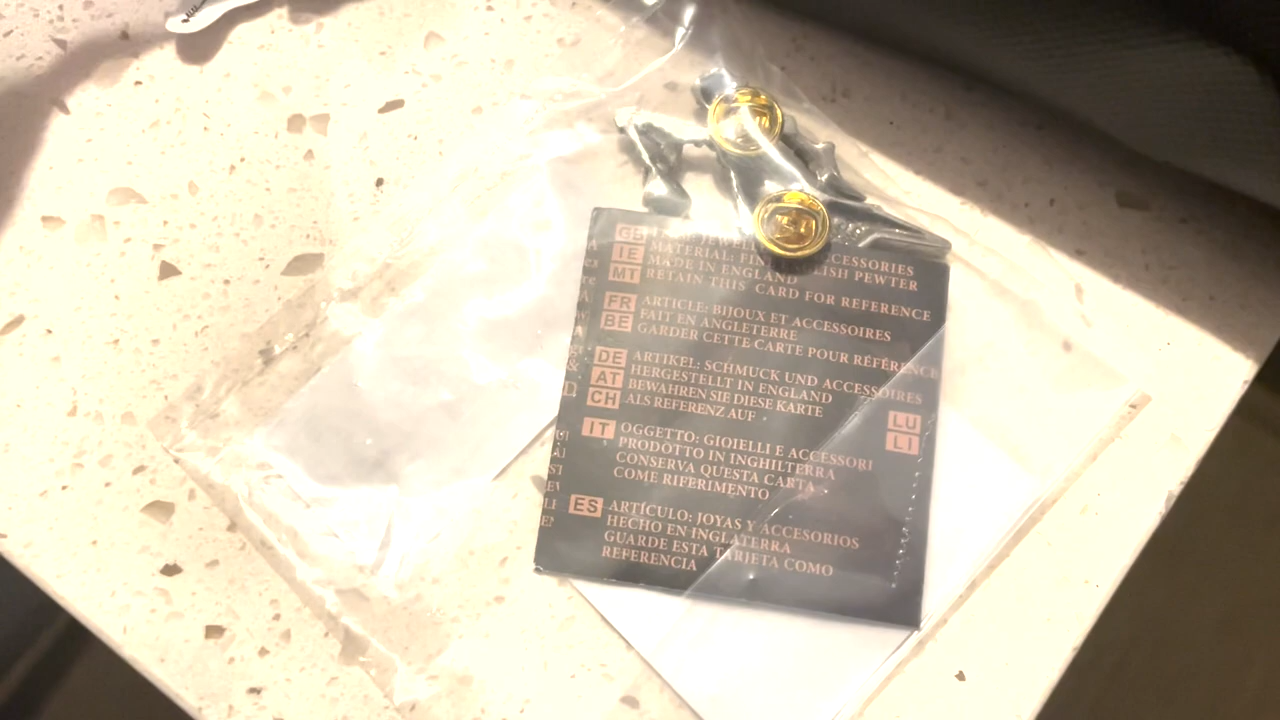 GB
IE
MT
MATERIAL: FINE ENGLISH PEWTER
MADE IN ENGLAND
RETAIN THIS CARD FOR REFERENCE
FR
BE
ARTICLE: BIJOUX ET ACCESSOIRES
FAIT EN ANGLETERRE
GARDER CETTE CARTE POUR RÉFÉRENCE
DE
AT
CH
ARTIKEL: SCHMUCK UND ACCESSOIRES
HERGESTELLT IN ENGLAND
BEWAHREN SIE DIESE KARTE
ALS REFERENZ AUF
LU
LI
IT
OGGETTO: GIOIELLI E ACCESSORI
PRODOTTO IN INGHILTERRA
CONSERVA QUESTA CARTA
COME RIFERIMENTO
ES
ARTÍCULO: JOYAS Y ACCESORIOS
HECHO EN INGLATERRA
GUARDE ESTA TARJETA COMO
REFERENCIA